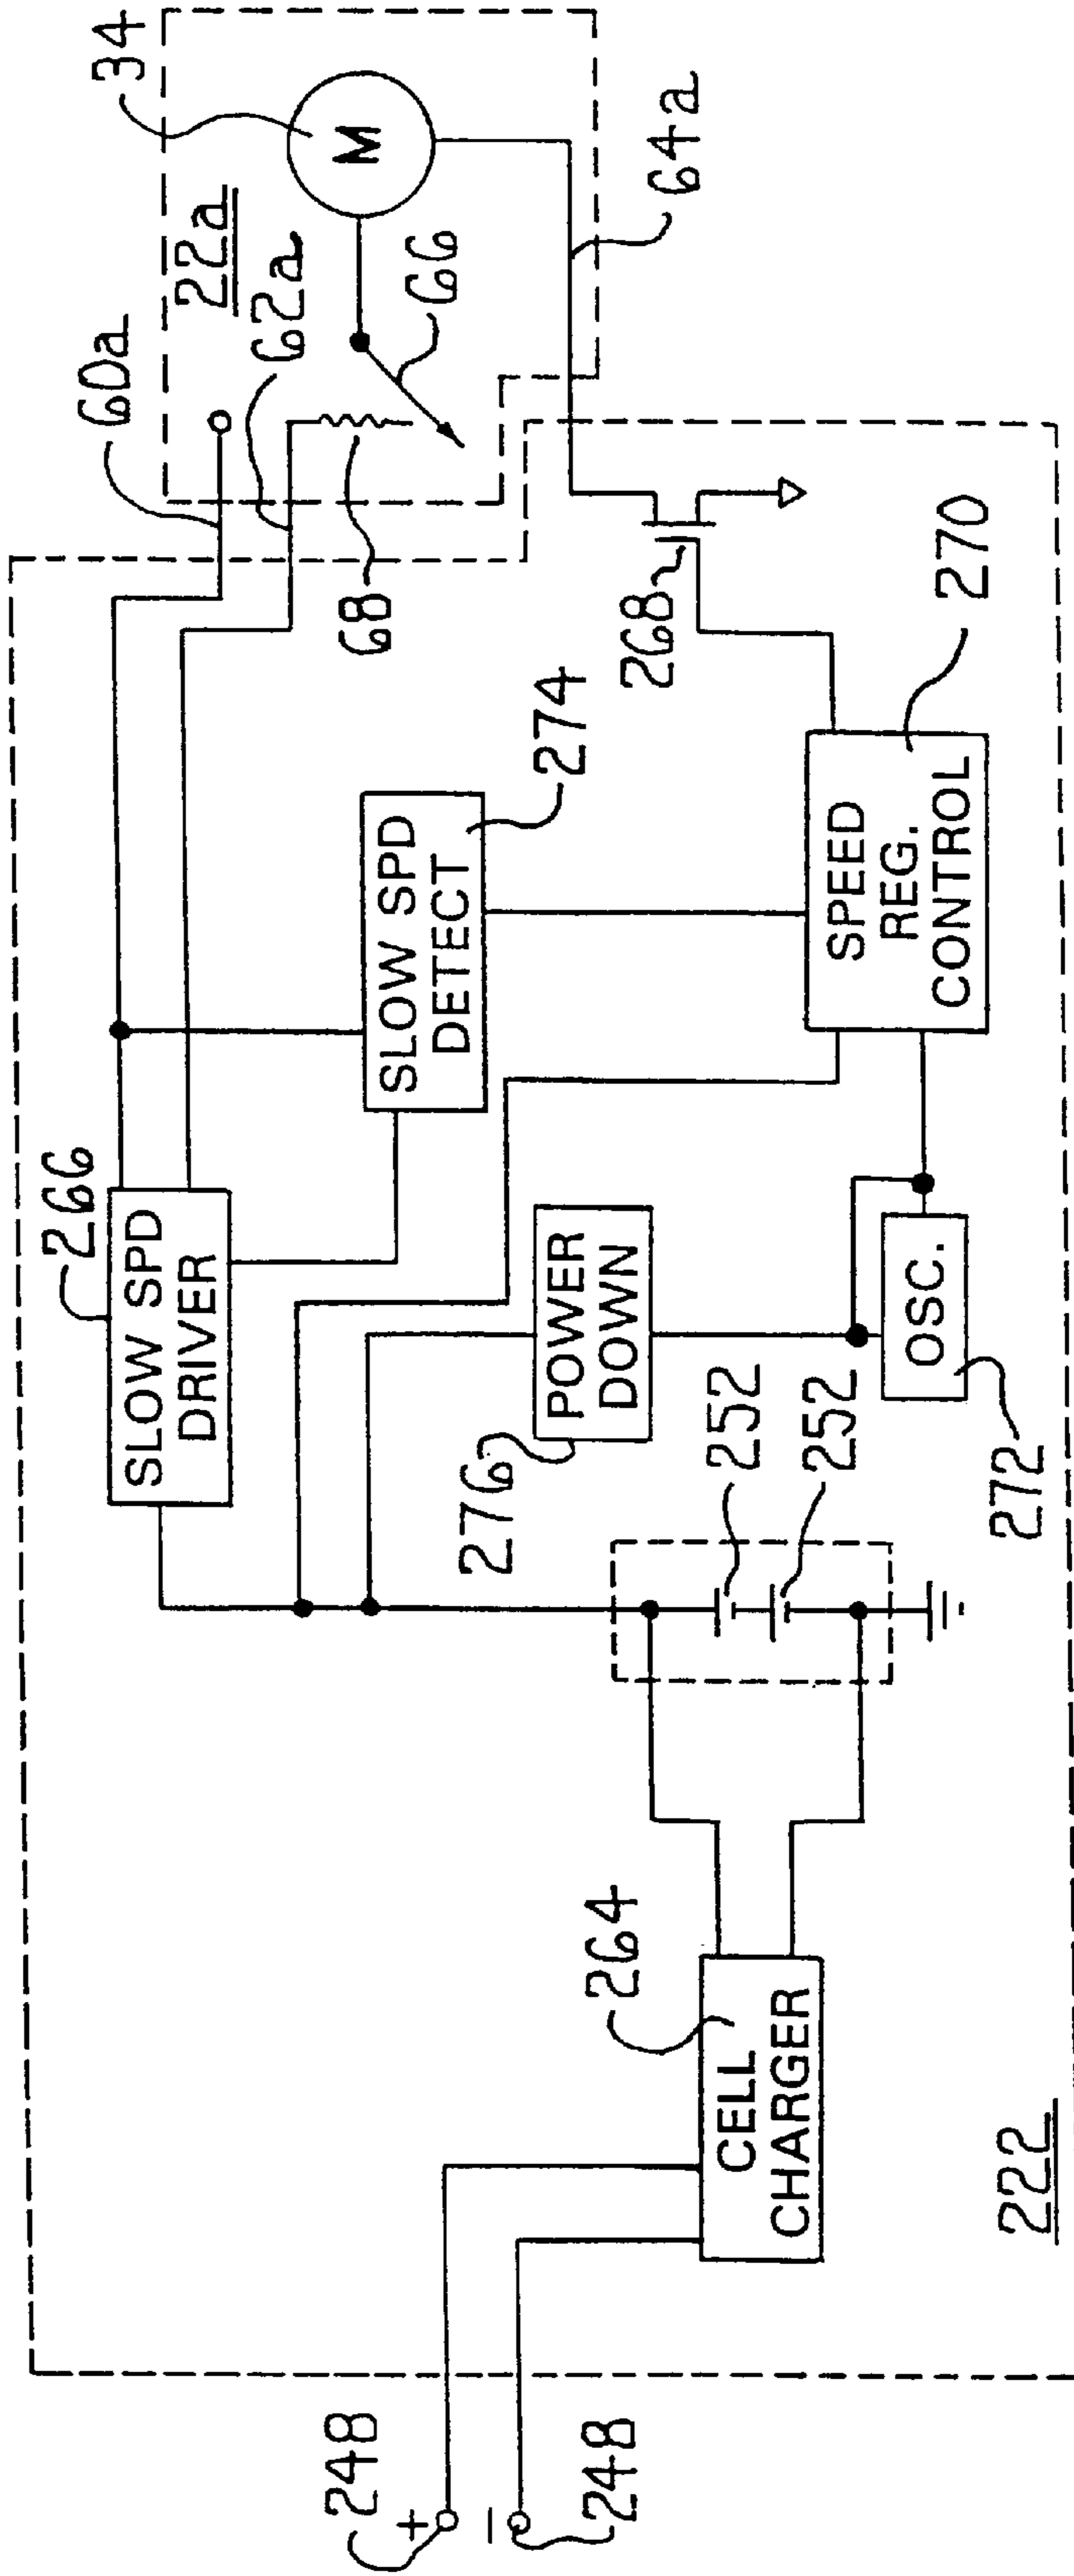 34
22a
60a
62a
66
64a
M
68
266
SLOW SPD
DRIVER
274
SLOW SPD
DETECT
268
270
SPEED
REG.
CONTROL
276
POWER
DOWN
252
252
OSC.
272
264
CELL
CHARGER
248
+
−
248
222